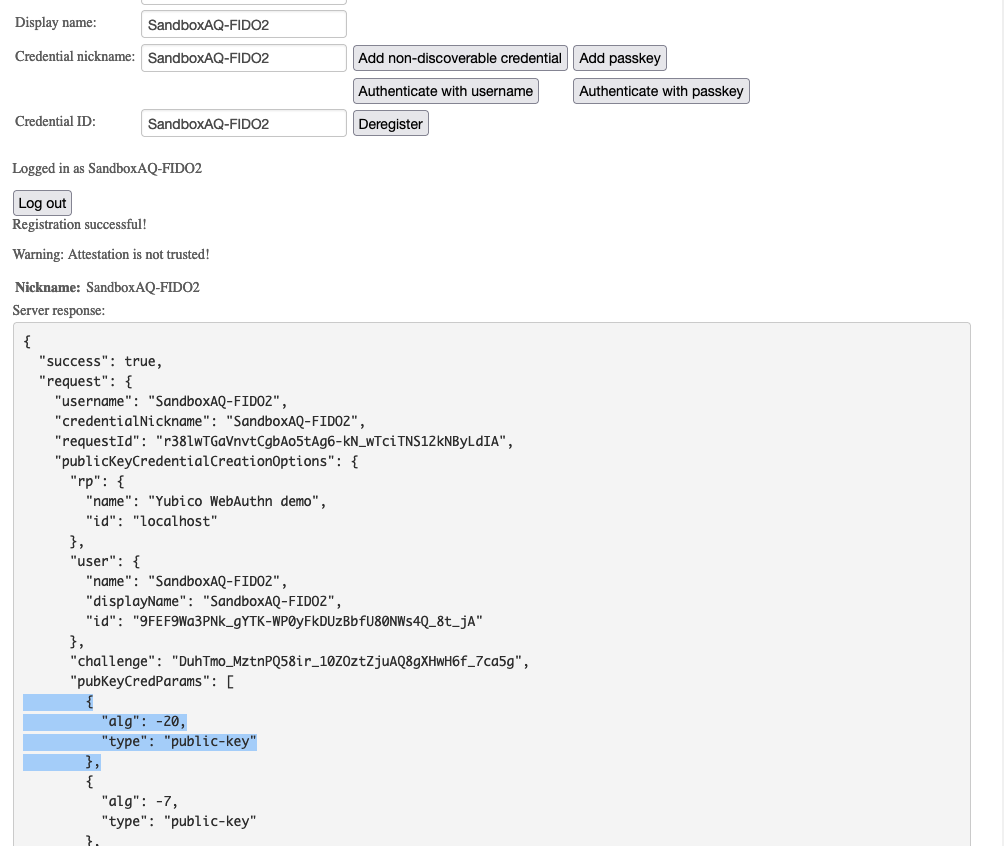 Display name: SandboxAQ-FIDO2
Credential nickname: SandboxAQ-FIDO2 Add non-discoverable credential Add passkey
Authenticate with username Authenticate with passkey
Credential ID: SandboxAQ-FIDO2 Deregister
Logged in as SandboxAQ-FIDO2
Log out
Registration successful!
Warning: Attestation is not trusted!
Nickname: SandboxAQ-FIDO2
Server response:
{
"success": true,
"request": {
"username": "SandboxAQ-FIDO2",
"credentialNickname": "SandboxAQ-FIDO2",
"requestId": "r38lwTGaVnvtCgbAo5tAg6-kN_wTciTNS12kNByLdIA",
"publicKeyCredentialCreationOptions": {
"rp": {
"name": "Yubico WebAuthn demo",
"id": "localhost"
},
"user": {
"name": "SandboxAQ-FIDO2",
"displayName": "SandboxAQ-FIDO2",
"id": "9FEF9Wa3PNk_gYTK-WP0yFkDUzBbfU80NWs4Q_8t_jA"
},
"challenge": "DuhTmo_MztnPQ58ir_10ZOztZjuAQ8gXHwH6f_7ca5g",
"pubKeyCredParams": [
{
"alg": -20,
"type": "public-key"
},
{
"alg": -7,
"type": "public-key"
},